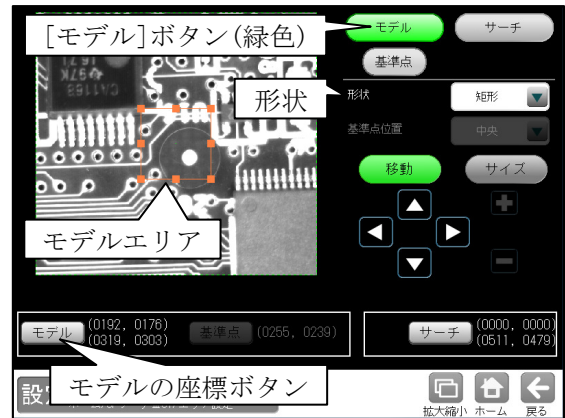 [モデル]ボタン(緑色)
モデル
サーチ
基準点
形状
形状
矩形
基準点位置
中央
移動
サイズ
モデルエリア
モデル
(0192, 0176)
(0319, 0303)
基準点
(0255, 0239)
サーチ
(0000, 0000)
(0511, 0479)
モデルの座標ボタン
拡大縮小
ホーム
戻る